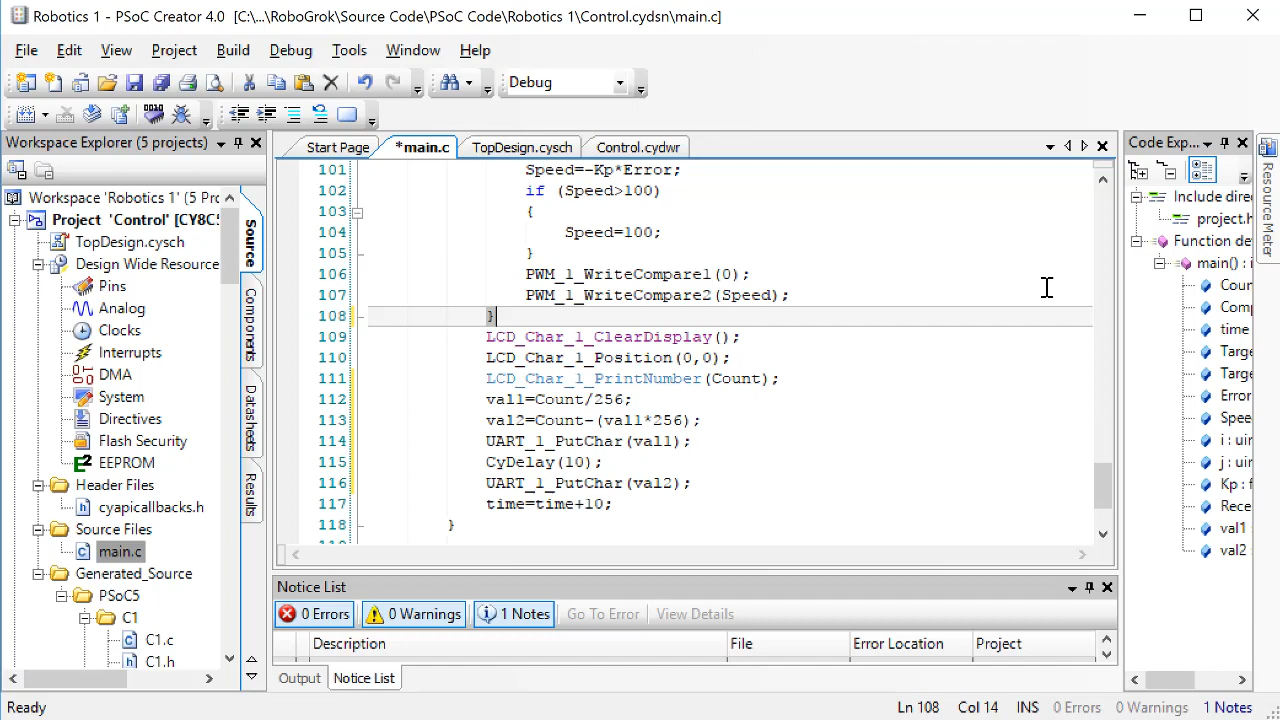 Robotics 1 - PSoC Creator 4.0 [C:\...\RoboGrok\Source Code\PSoC Code\Robotics 1\Control.cydsn\main.c]
File Edit View Project Build Debug Tools Window Help
Debug
Workspace Explorer (5 projects)
Workspace 'Robotics 1' (5 projects)
Project 'Control' [CY8C5
TopDesign.cysch
Design Wide Resource
Pins
Analog
Clocks
Interrupts
DMA
System
Directives
Flash Security
EEPROM
Header Files
cyapicallbacks.h
Source Files
main.c
Generated_Source
PSoC5
C1
C1.c
C1.h
Source
Components
Datasheets
Results
Start Page *main.c TopDesign.cysch Control.cydwr
101 Speed=-Kp*Error;
102 if (Speed>100)
103 {
104 Speed=100;
105 }
106 PWM_1_WriteCompare1(0);
107 PWM_1_WriteCompare2(Speed);
108 }
109 LCD_Char_1_ClearDisplay();
110 LCD_Char_1_Position(0,0);
111 LCD_Char_1_PrintNumber(Count);
112 val1=Count/256;
113 val2=Count-(val1*256);
114 UART_1_PutChar(val1);
115 CyDelay(10);
116 UART_1_PutChar(val2);
117 time=time+10;
118 }
Notice List
0 Errors 0 Warnings 1 Notes Go To Error View Details
Description File Error Location Project
Output Notice List
Code Exp...
Include direc
project.h
Function de
main() : i
Coun
Comp
time
Targe
Targe
Error
Spee
i : uin
j : uin
Kp : f
Rece
val1
val2
Resource Meter
Ready Ln 108 Col 14 INS 0 Errors 0 Warnings 1 Notes